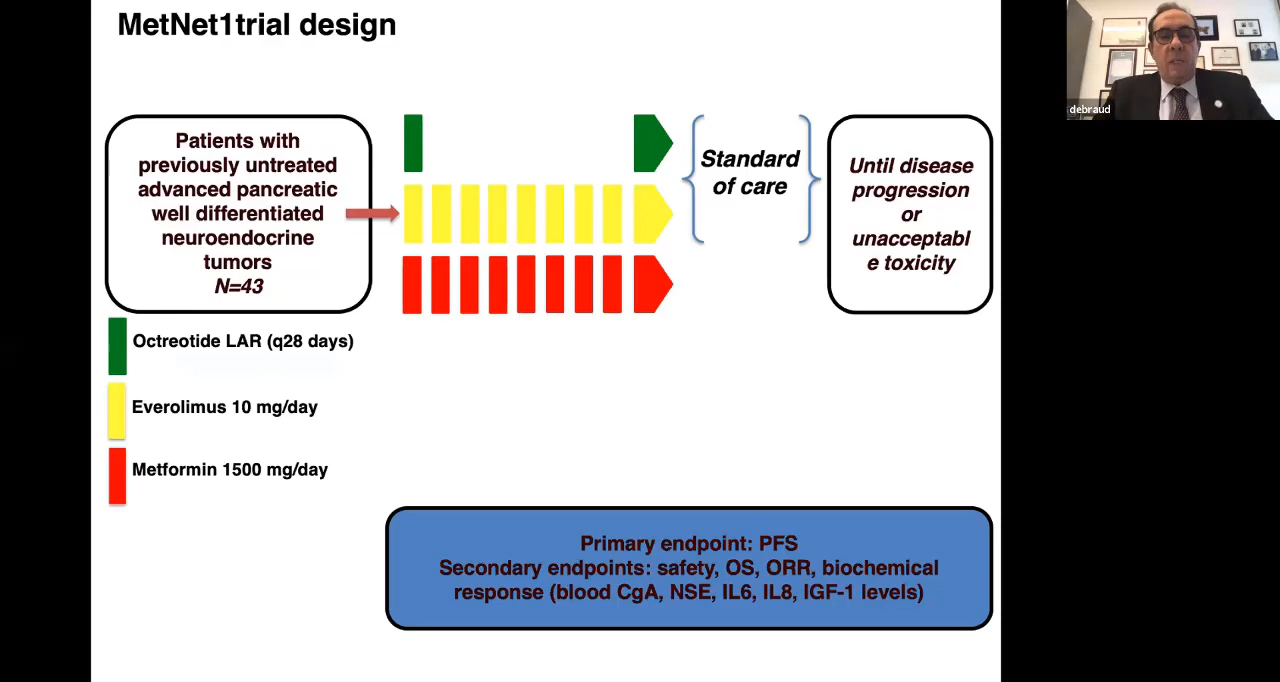 MetNet1trial design
debraud
Patients with
previously untreated
advanced pancreatic
well differentiated
neuroendocrine
tumors
N=43
Standard
of care
Until disease
progression
or
unacceptabl
e toxicity
Octreotide LAR (q28 days)
Everolimus 10 mg/day
Metformin 1500 mg/day
Primary endpoint: PFS
Secondary endpoints: safety, OS, ORR, biochemical
response (blood CgA, NSE, IL6, IL8, IGF-1 levels)